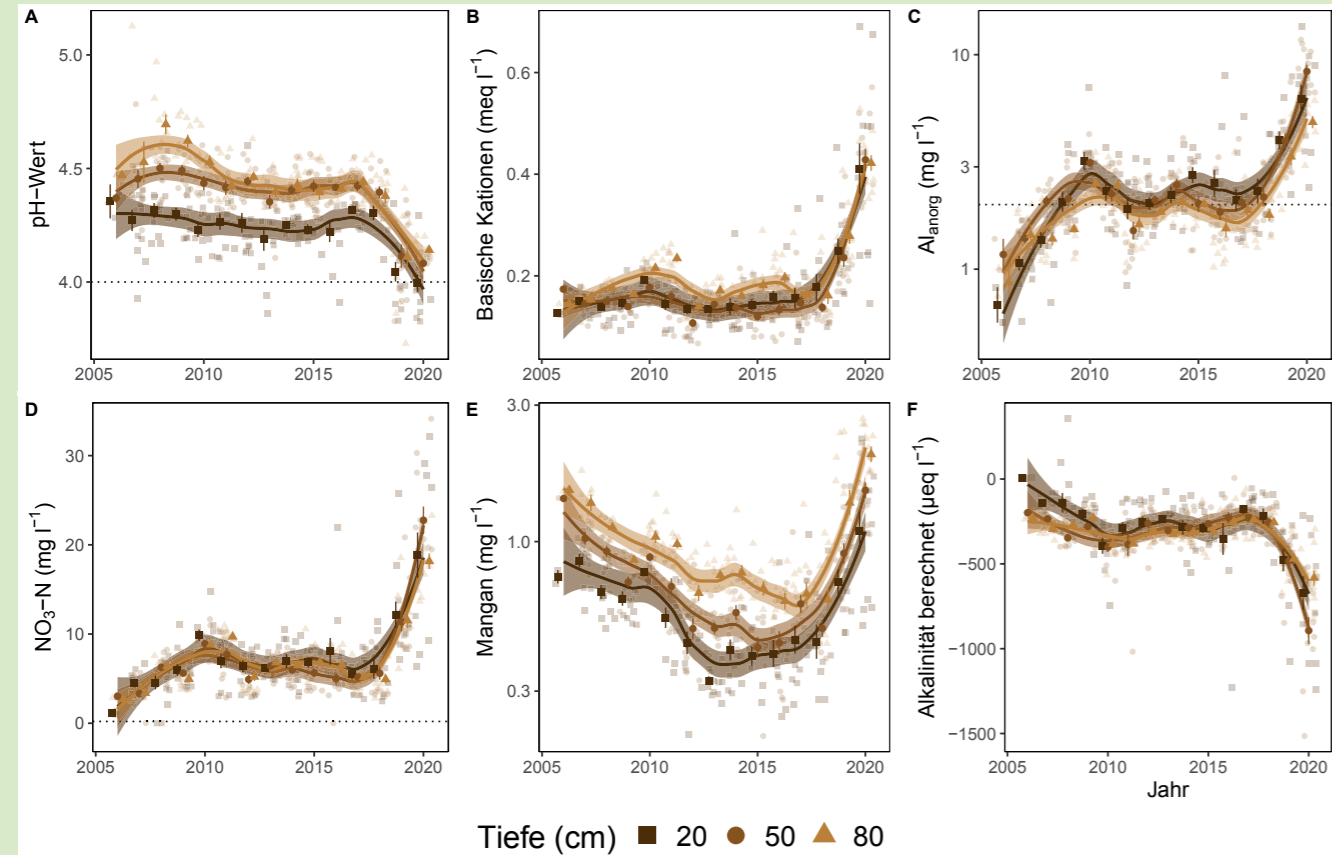 A
pH−Wert
5.0
4.5
4.0
2005 2010 2015 2020
B
Basische Kationen (meq l⁻¹)
0.6
0.4
0.2
2005 2010 2015 2020
C
Al_anorg (mg l⁻¹)
10
3
1
2005 2010 2015 2020
D
NO₃−N (mg l⁻¹)
30
20
10
0
2005 2010 2015 2020
E
Mangan (mg l⁻¹)
3.0
1.0
0.3
2005 2010 2015 2020
F
Alkalinität berechnet (µeq l⁻¹)
0
−500
−1000
−1500
2005 2010 2015 2020
Jahr
Tiefe (cm) 20 50 80